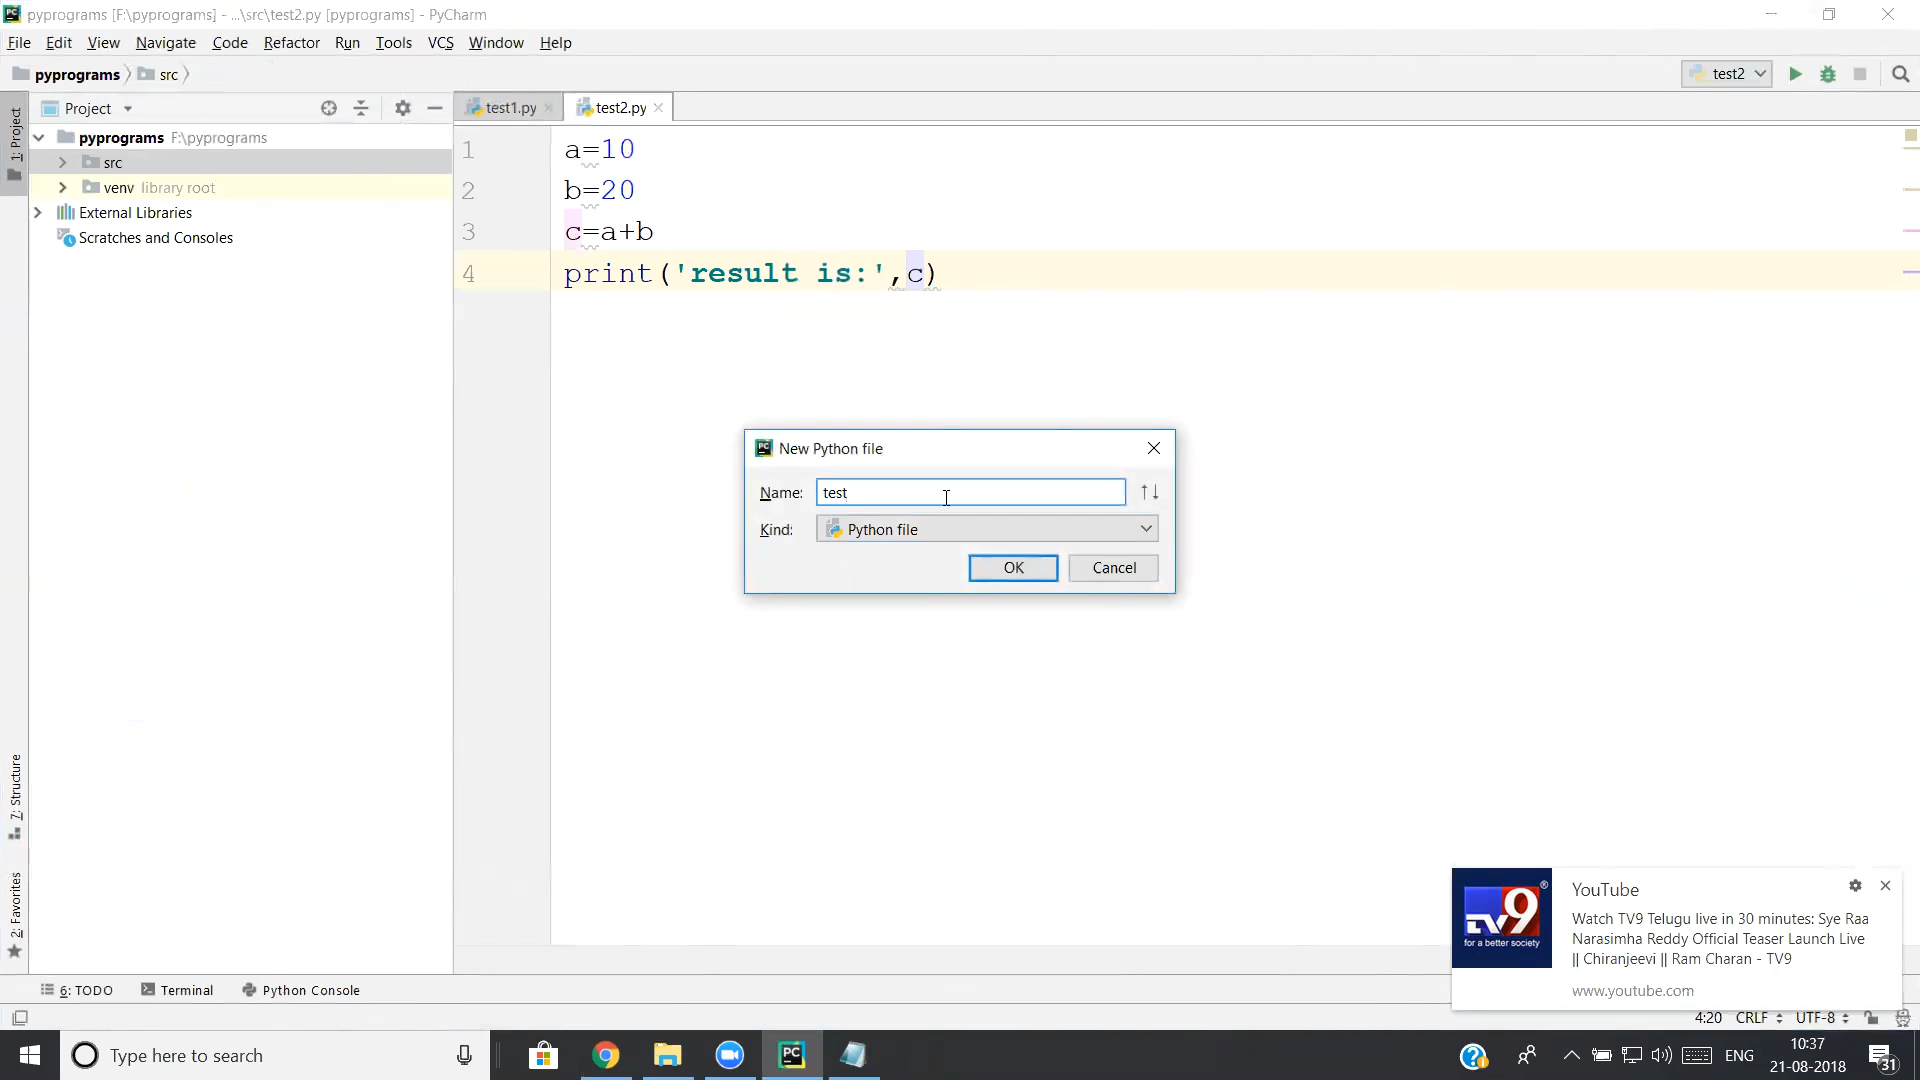 pyprograms [F:\pyprograms] - ...\src\test2.py [pyprograms] - PyCharm
File Edit View Navigate Code Refactor Run Tools VCS Window Help
pyprograms src
test2
Project
test1.py
test2.py
1: Project
pyprograms F:\pyprograms
src
venv library root
External Libraries
Scratches and Consoles
1 a=10
2 b=20
3 c=a+b
4 print('result is:',c)
New Python file
Name: test
Kind: Python file
OK Cancel
7: Structure
2: Favorites
TV9
for a better society
YouTube
Watch TV9 Telugu live in 30 minutes: Sye Raa
Narasimha Reddy Official Teaser Launch Live
|| Chiranjeevi || Ram Charan - TV9
www.youtube.com
6: TODO Terminal Python Console
4:20 CRLF UTF-8
Type here to search
PC
ENG
10:37
21-08-2018
31